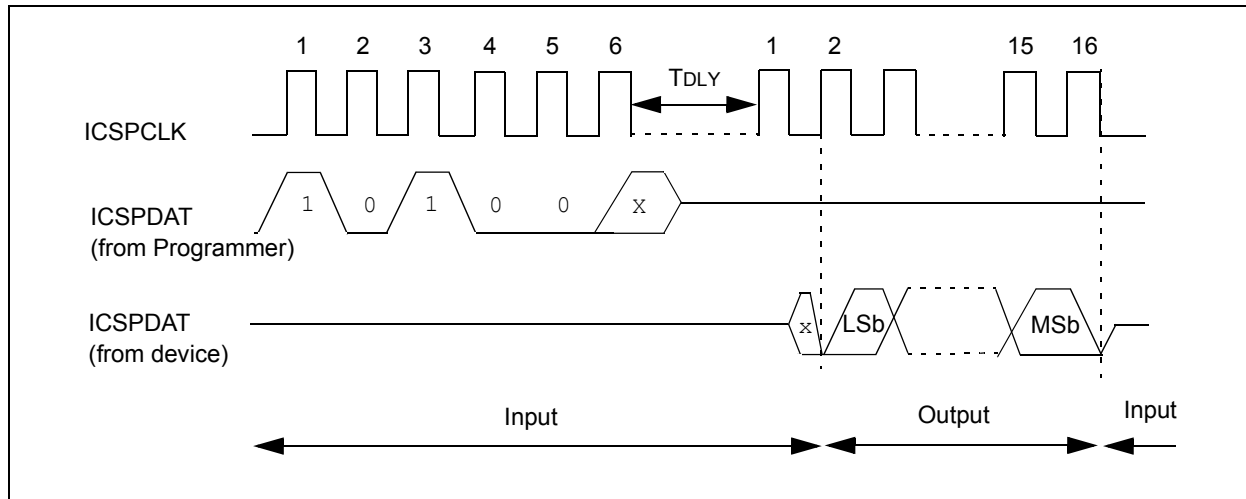 1 2 3 4 5 6 1 2 15 16
TDLY
ICSPCLK
1 0 1 0 0 x
ICSPDAT
(from Programmer)
ICSPDAT
(from device)
x LSb MSb
Input Output Input